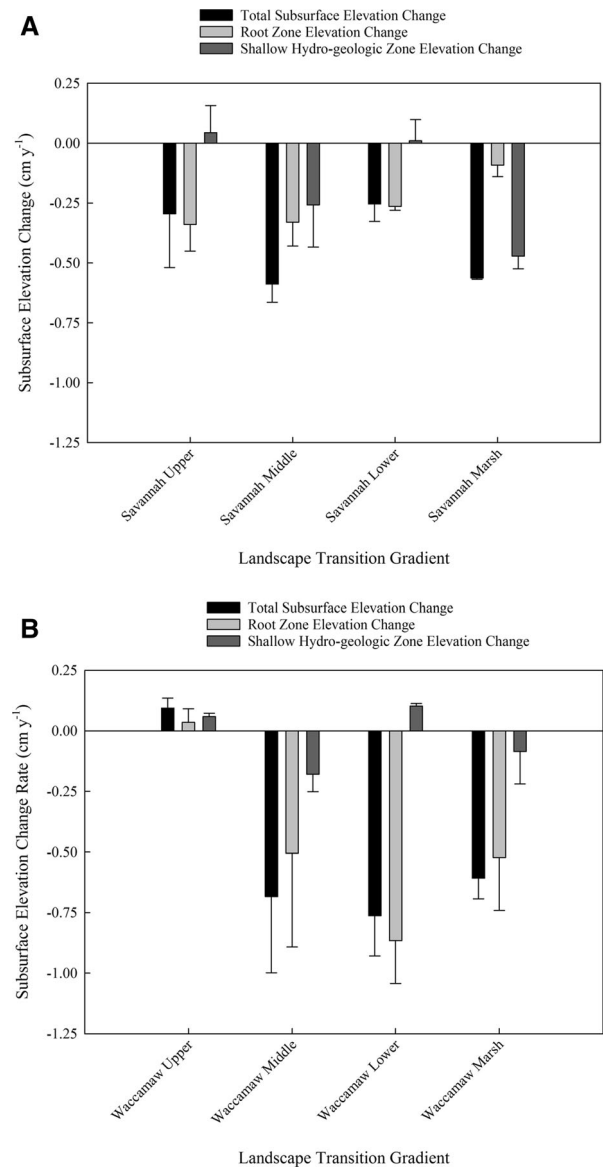 A
Total Subsurface Elevation Change
Root Zone Elevation Change
Shallow Hydro-geologic Zone Elevation Change
Subsurface Elevation Change (cm y-1)
0.25
0.00
-0.25
-0.50
-0.75
-1.00
-1.25
Savannah Upper
Savannah Middle
Savannah Lower
Savannah Marsh
Landscape Transition Gradient
B
Total Subsurface Elevation Change
Root Zone Elevation Change
Shallow Hydro-geologic Zone Elevation Change
Subsurface Elevation Change Rate (cm y-1)
0.25
0.00
-0.25
-0.50
-0.75
-1.00
-1.25
Waccamaw Upper
Waccamaw Middle
Waccamaw Lower
Waccamaw Marsh
Landscape Transition Gradient